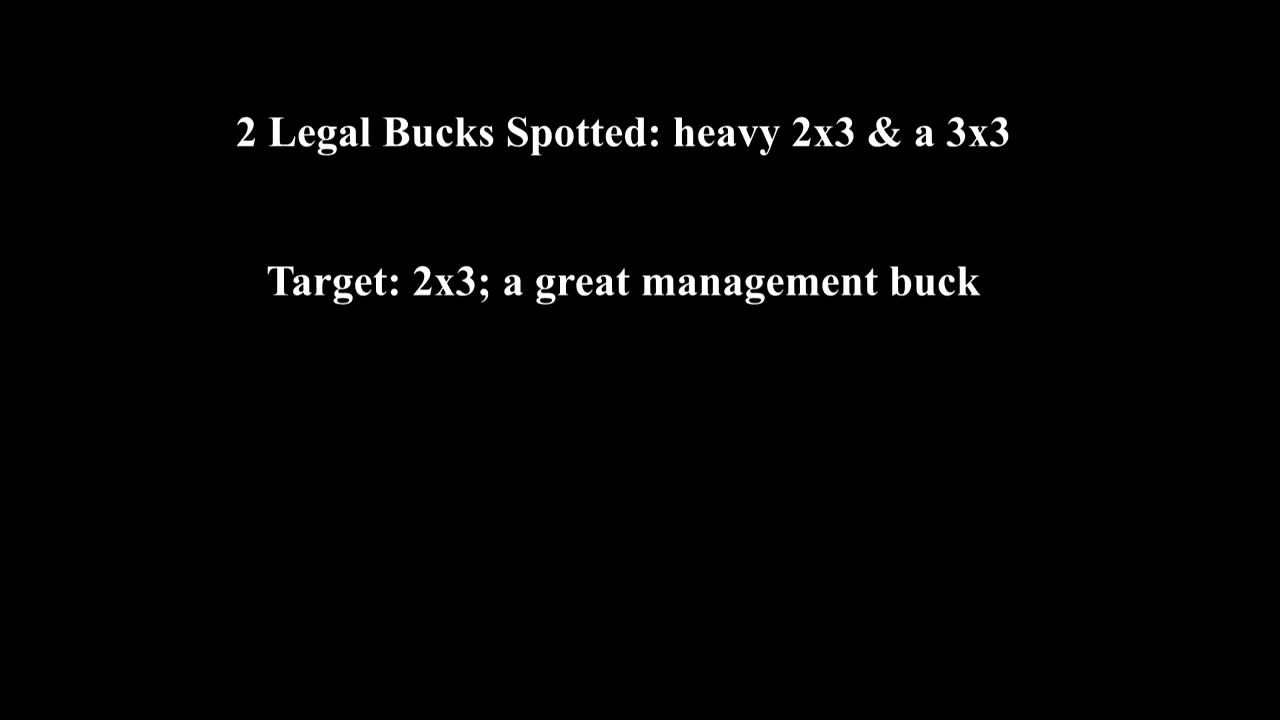 2 Legal Bucks Spotted: heavy 2x3 & a 3x3
Target: 2x3; a great management buck